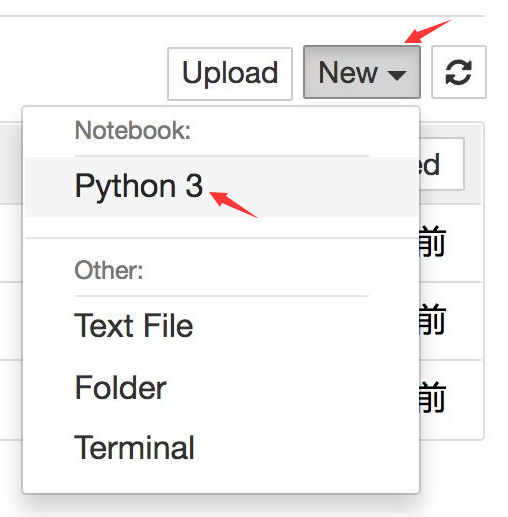 Upload New
Notebook:
Python 3
ed
前
Other:
Text File
前
Folder
前
Terminal